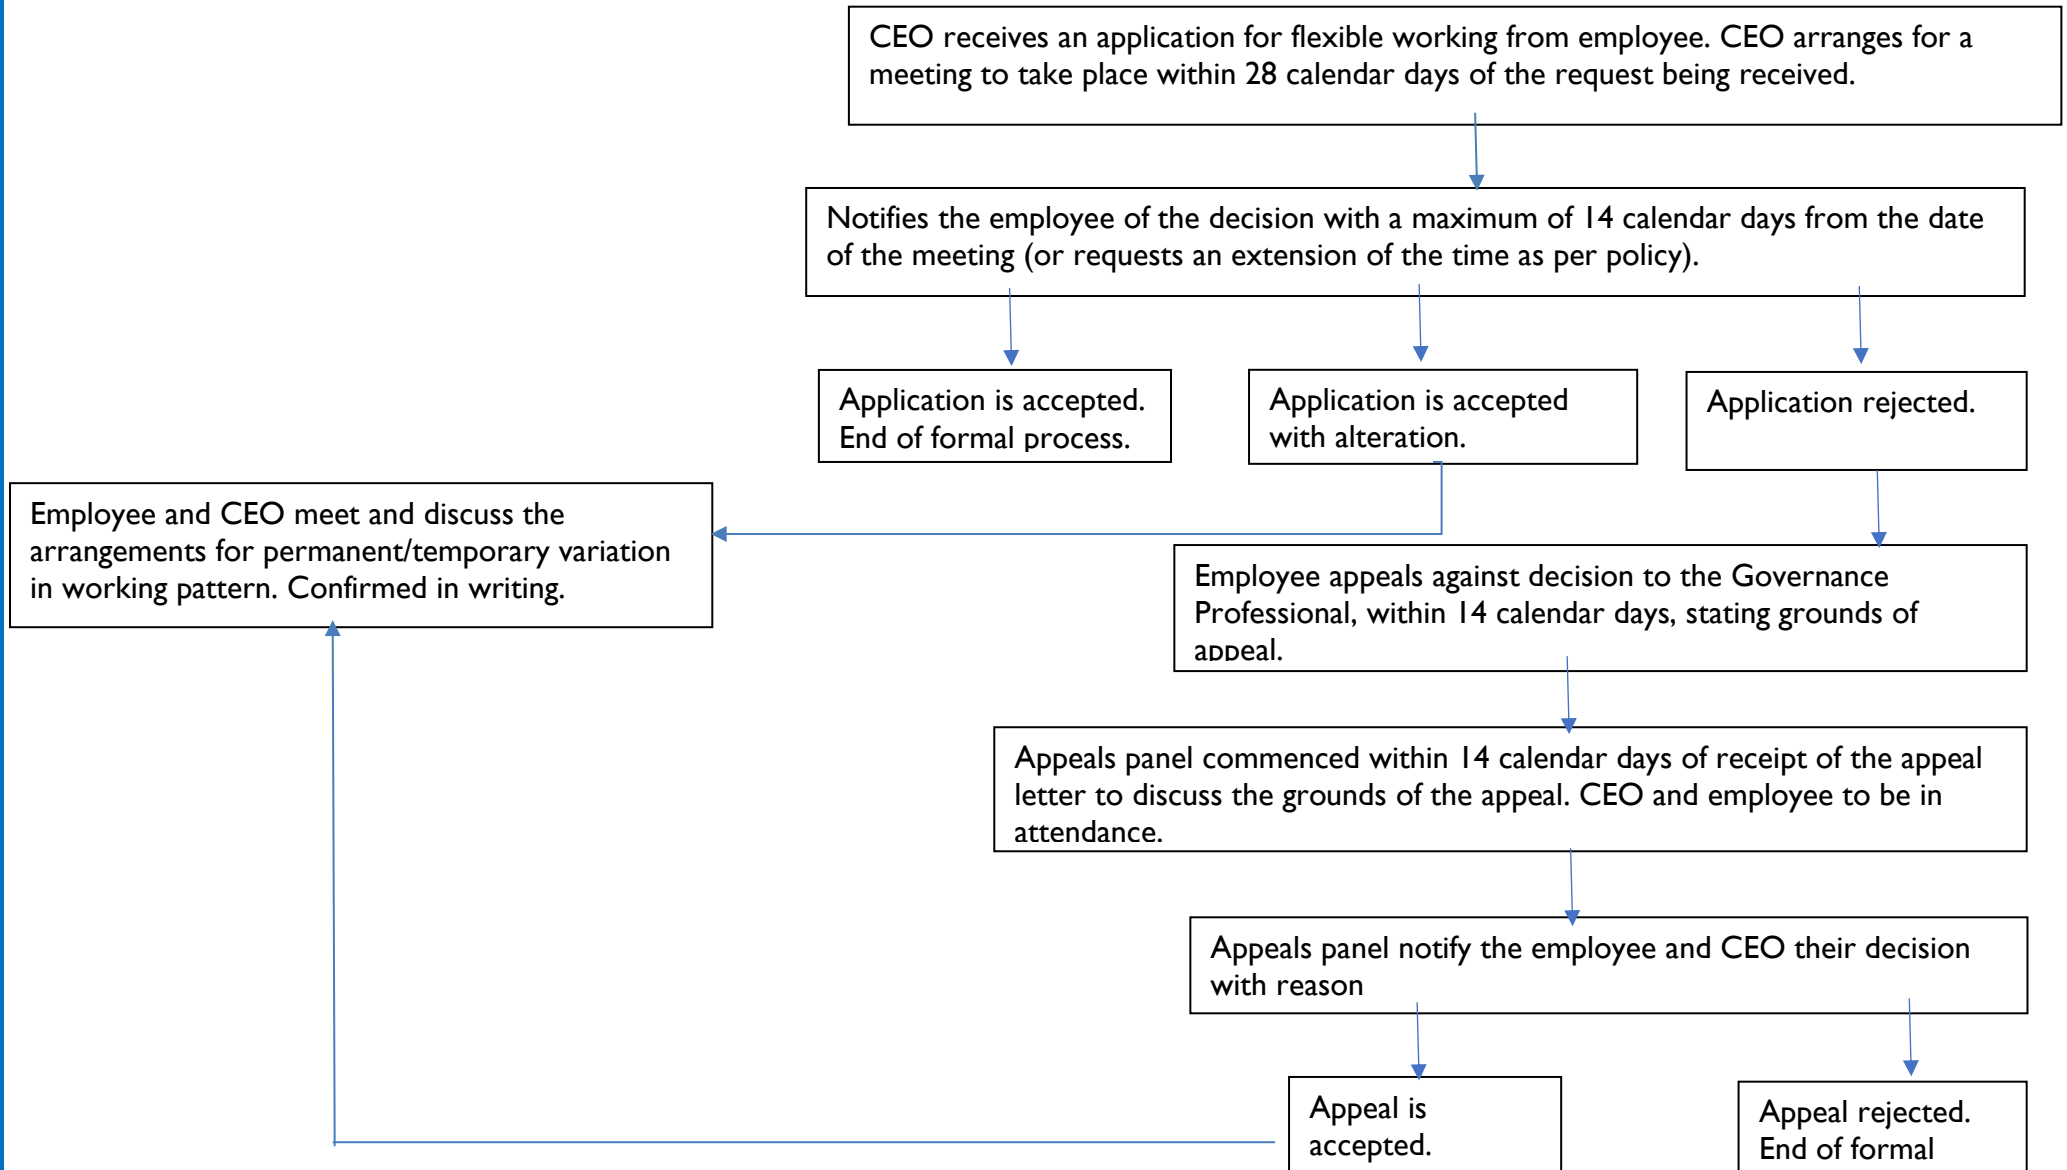 CEO receives an application for flexible working from employee. CEO arranges for a
meeting to take place within 28 calendar days of the request being received.
Notifies the employee of the decision with a maximum of 14 calendar days from the date
of the meeting (or requests an extension of the time as per policy).
Application is accepted.
End of formal process.
Application is accepted
with alteration.
Application rejected.
Employee and CEO meet and discuss the
arrangements for permanent/temporary variation
in working pattern. Confirmed in writing.
Employee appeals against decision to the Governance
Professional, within 14 calendar days, stating grounds of
appeal.
Appeals panel commenced within 14 calendar days of receipt of the appeal
letter to discuss the grounds of the appeal. CEO and employee to be in
attendance.
Appeals panel notify the employee and CEO their decision
with reason
Appeal is
accepted.
Appeal rejected.
End of formal